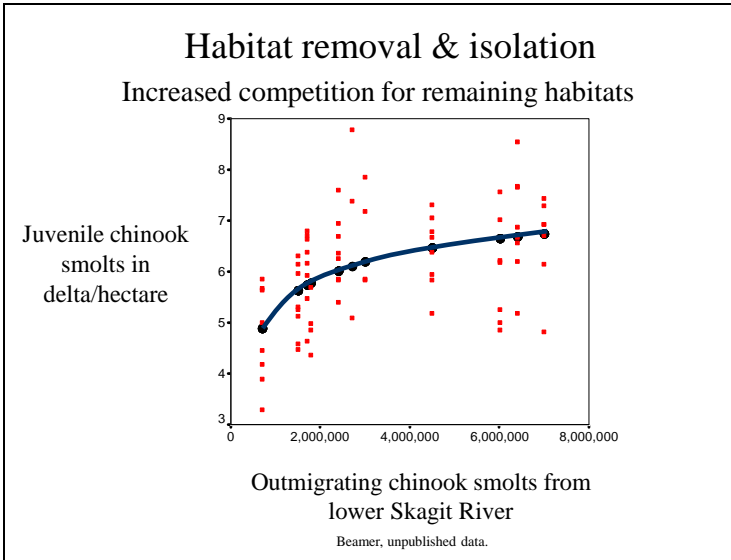 Habitat removal & isolation
Increased competition for remaining habitats
9
8
7
6
5
4
3
Juvenile chinook
smolts in
delta/hectare
0 2,000,000 4,000,000 6,000,000 8,000,000
Outmigrating chinook smolts from
lower Skagit River
Beamer, unpublished data.